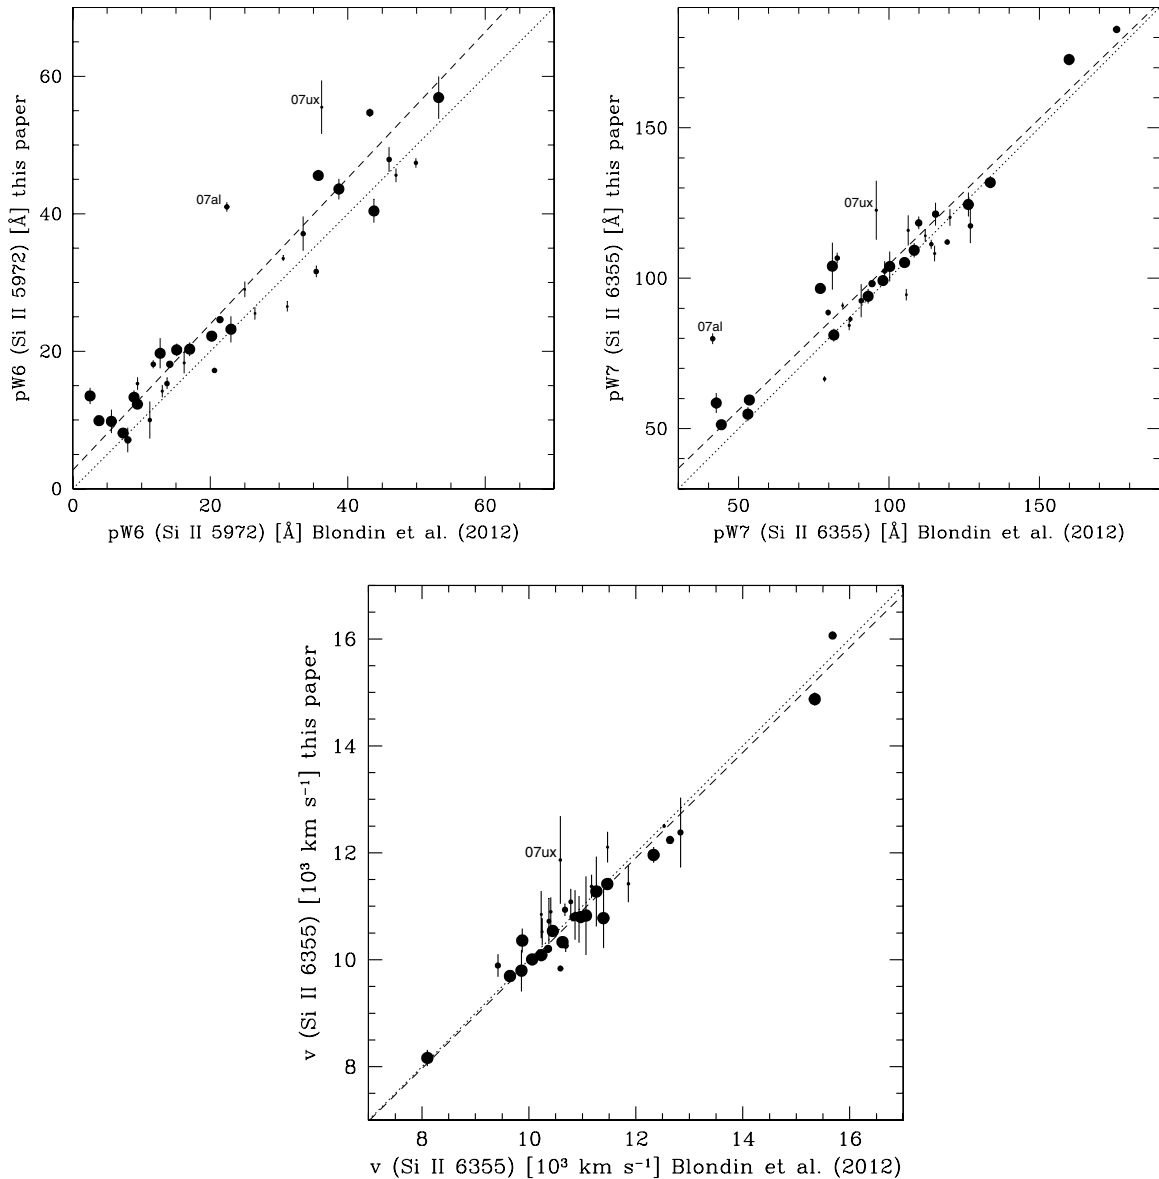 60
40
20
0
pW6 (Si II 5972) [Å] this paper
07ux
07al
0 20 40 60
pW6 (Si II 5972) [Å] Blondin et al. (2012)
150
100
50
pW7 (Si II 6355) [Å] this paper
07ux
07al
50 100 150
pW7 (Si II 6355) [Å] Blondin et al. (2012)
16
14
12
10
8
v (Si II 6355) [10³ km s⁻¹] this paper
07ux
8 10 12 14 16
v (Si II 6355) [10³ km s⁻¹] Blondin et al. (2012)